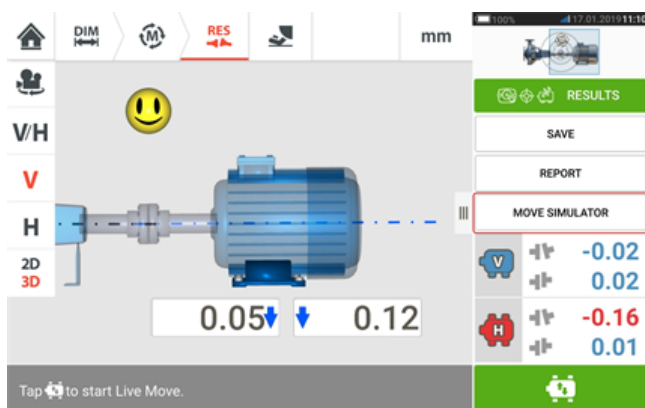 DIM
M
RES
mm
100%
17.01.2019 11:10
RESULTS
V/H
SAVE
V
REPORT
H
MOVE SIMULATOR
2D
3D
V
-0.02
0.02
0.05
0.12
H
-0.16
0.01
Tap to start Live Move.